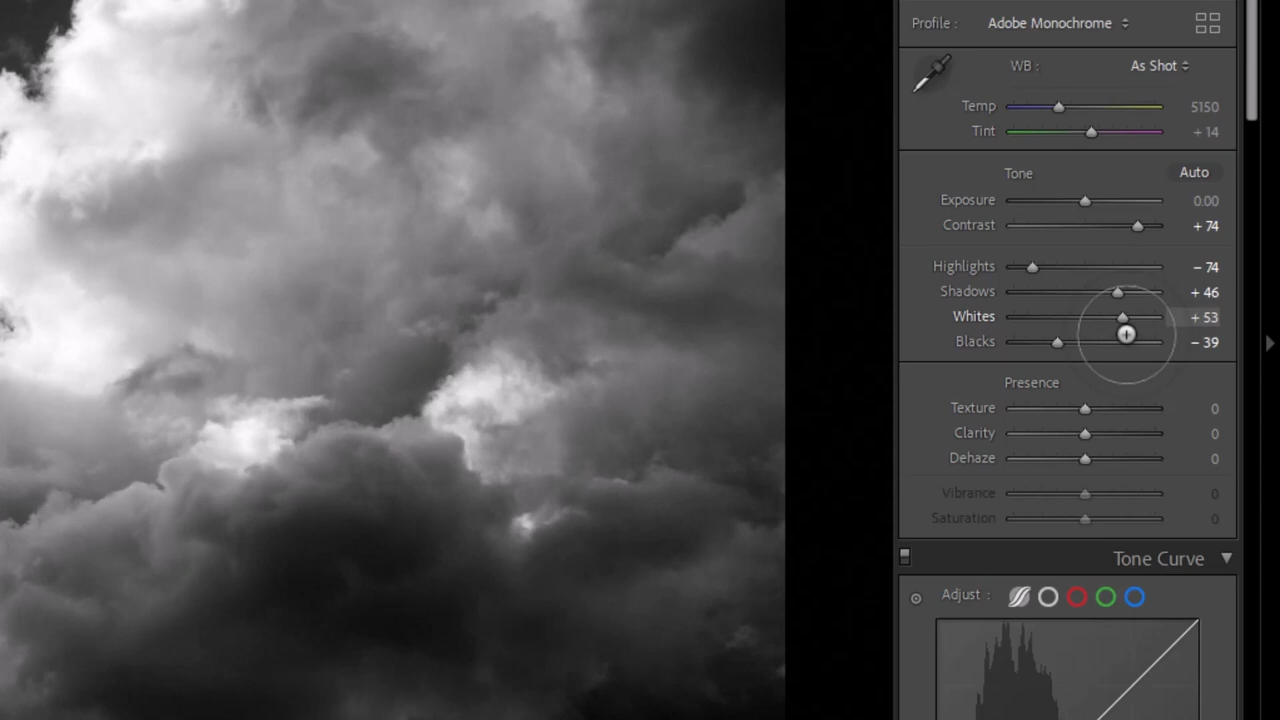 Profile : Adobe Monochrome
WB : As Shot
Temp 5150
Tint + 14
Tone Auto
Exposure 0.00
Contrast + 74
Highlights − 74
Shadows + 46
Whites + 53
Blacks − 39
Presence
Texture 0
Clarity 0
Dehaze 0
Vibrance 0
Saturation 0
Tone Curve
Adjust :